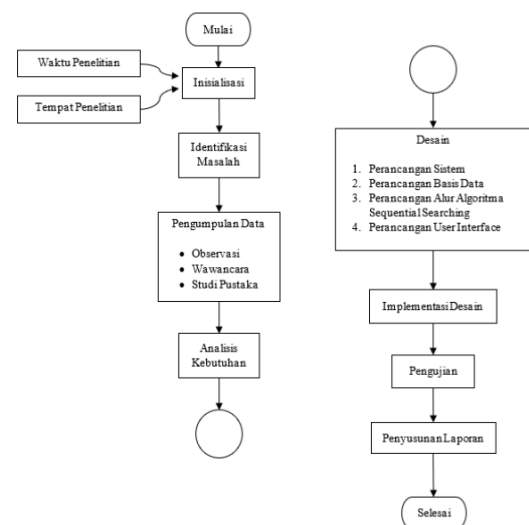 Mulai
Waktu Penelitian
Tempat Penelitian
Inisialisasi
Identifikasi
Masalah
Pengumpulan Data
• Observasi
• Wawancara
• Studi Pustaka
Analisis
Kebutuhan
Desain
1. Perancangan Sistem
2. Perancangan Basis Data
3. Perancangan Alur Algoritma
Sequential Searching
4. Perancangan User Interface
Implementasi Desain
Pengujian
Penyusunan Laporan
Selesai